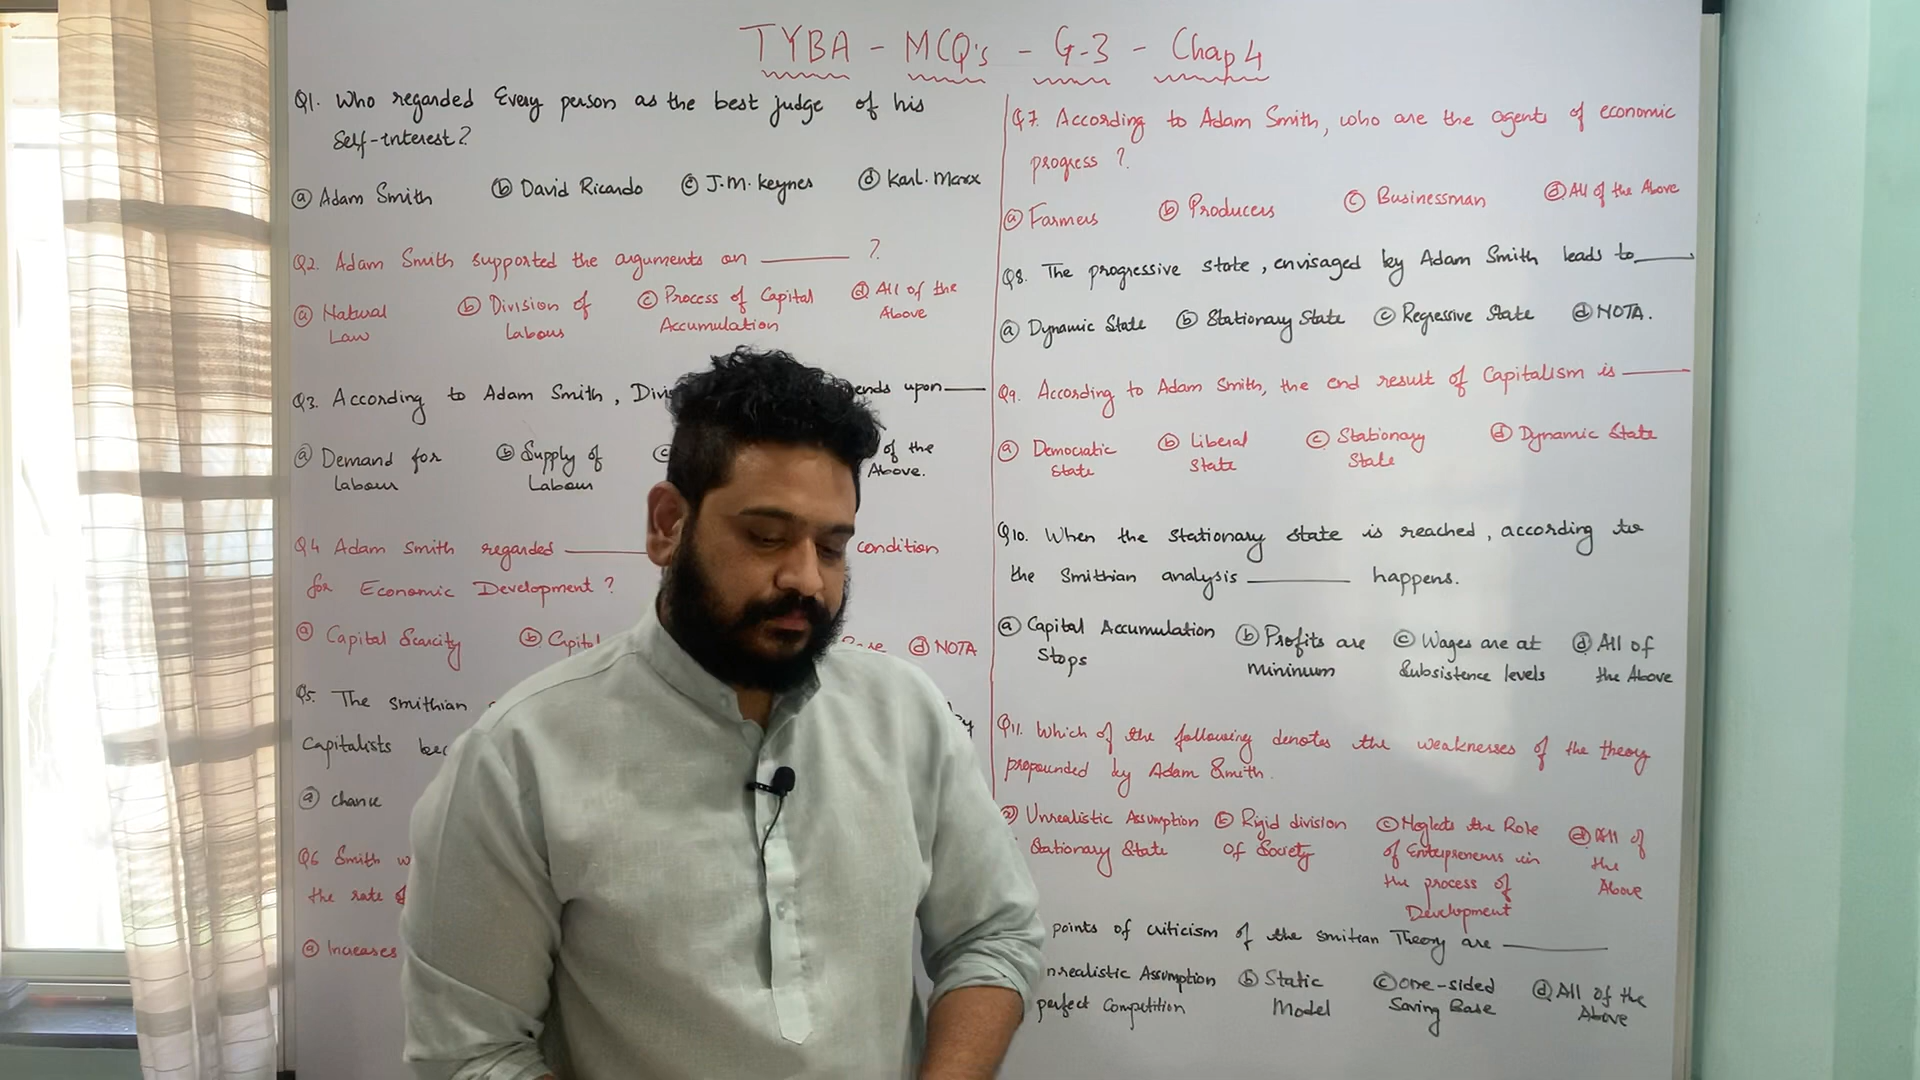 TYBA - MCQ's - G-3 - Chap 4
Q1. Who regarded Every person as the best judge of his
Self-interest?
a Adam Smith b David Ricardo c J.M. Keynes d Karl. Marx
Q2. Adam Smith supported the arguments on ______ ?
a Natural b Division of c Process of Capital d All of the
Law Labour Accumulation Above
Q3. According to Adam Smith, upon ____
a Demand for b Supply of c of the
Labour Labour Above.
Q4 Adam Smith regarded ______ condition
for Economic Development ?
a Capital Scarcity b d NOTA
Q5. The Smithian
Capitalists
a chance
Q6 Smith
the rate
a Increases
Q7. According to Adam Smith, who are the agents of economic
progress ?
a Farmers b Producers c Businessman d All of the Above
Q8. The progressive state, envisaged by Adam Smith leads to ____.
a Dynamic State b Stationary State c Regressive State d NOTA.
Q9. According to Adam Smith, the end result of Capitalism is ____
a Democratic b Liberal c Stationary d Dynamic State
State State State
Q10. When the Stationary state is reached, according to
the Smithian analysis ______ happens.
a Capital Accumulation b Profits are c Wages are at d All of
Stops mininum Subsistence levels the Above
Q11. Which of the following denotes the weaknesses of the theory
propounded by Adam Smith.
a Unrealistic Assumption b Rigid division c Neglects the Role d All of
Stationary State of Society of Entrepreneurs in the
the process of Above
Development
points of criticism of the Smitian Theory are ______
Assumption b Static c One-sided d All of the
perfect Competition Model Saving Base Above